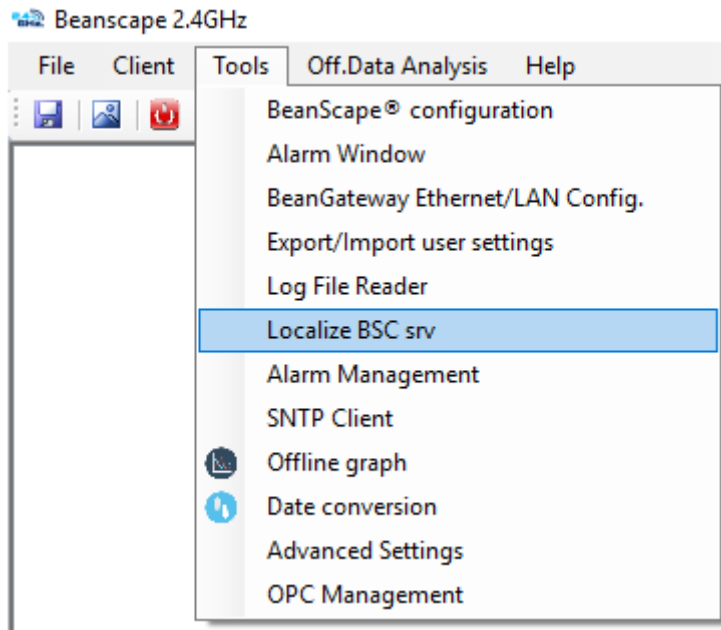 Beanscape 2.4GHz
File Client Tools Off.Data Analysis Help
BeanScape® configuration
Alarm Window
BeanGateway Ethernet/LAN Config.
Export/Import user settings
Log File Reader
Localize BSC srv
Alarm Management
SNTP Client
Offline graph
Date conversion
Advanced Settings
OPC Management